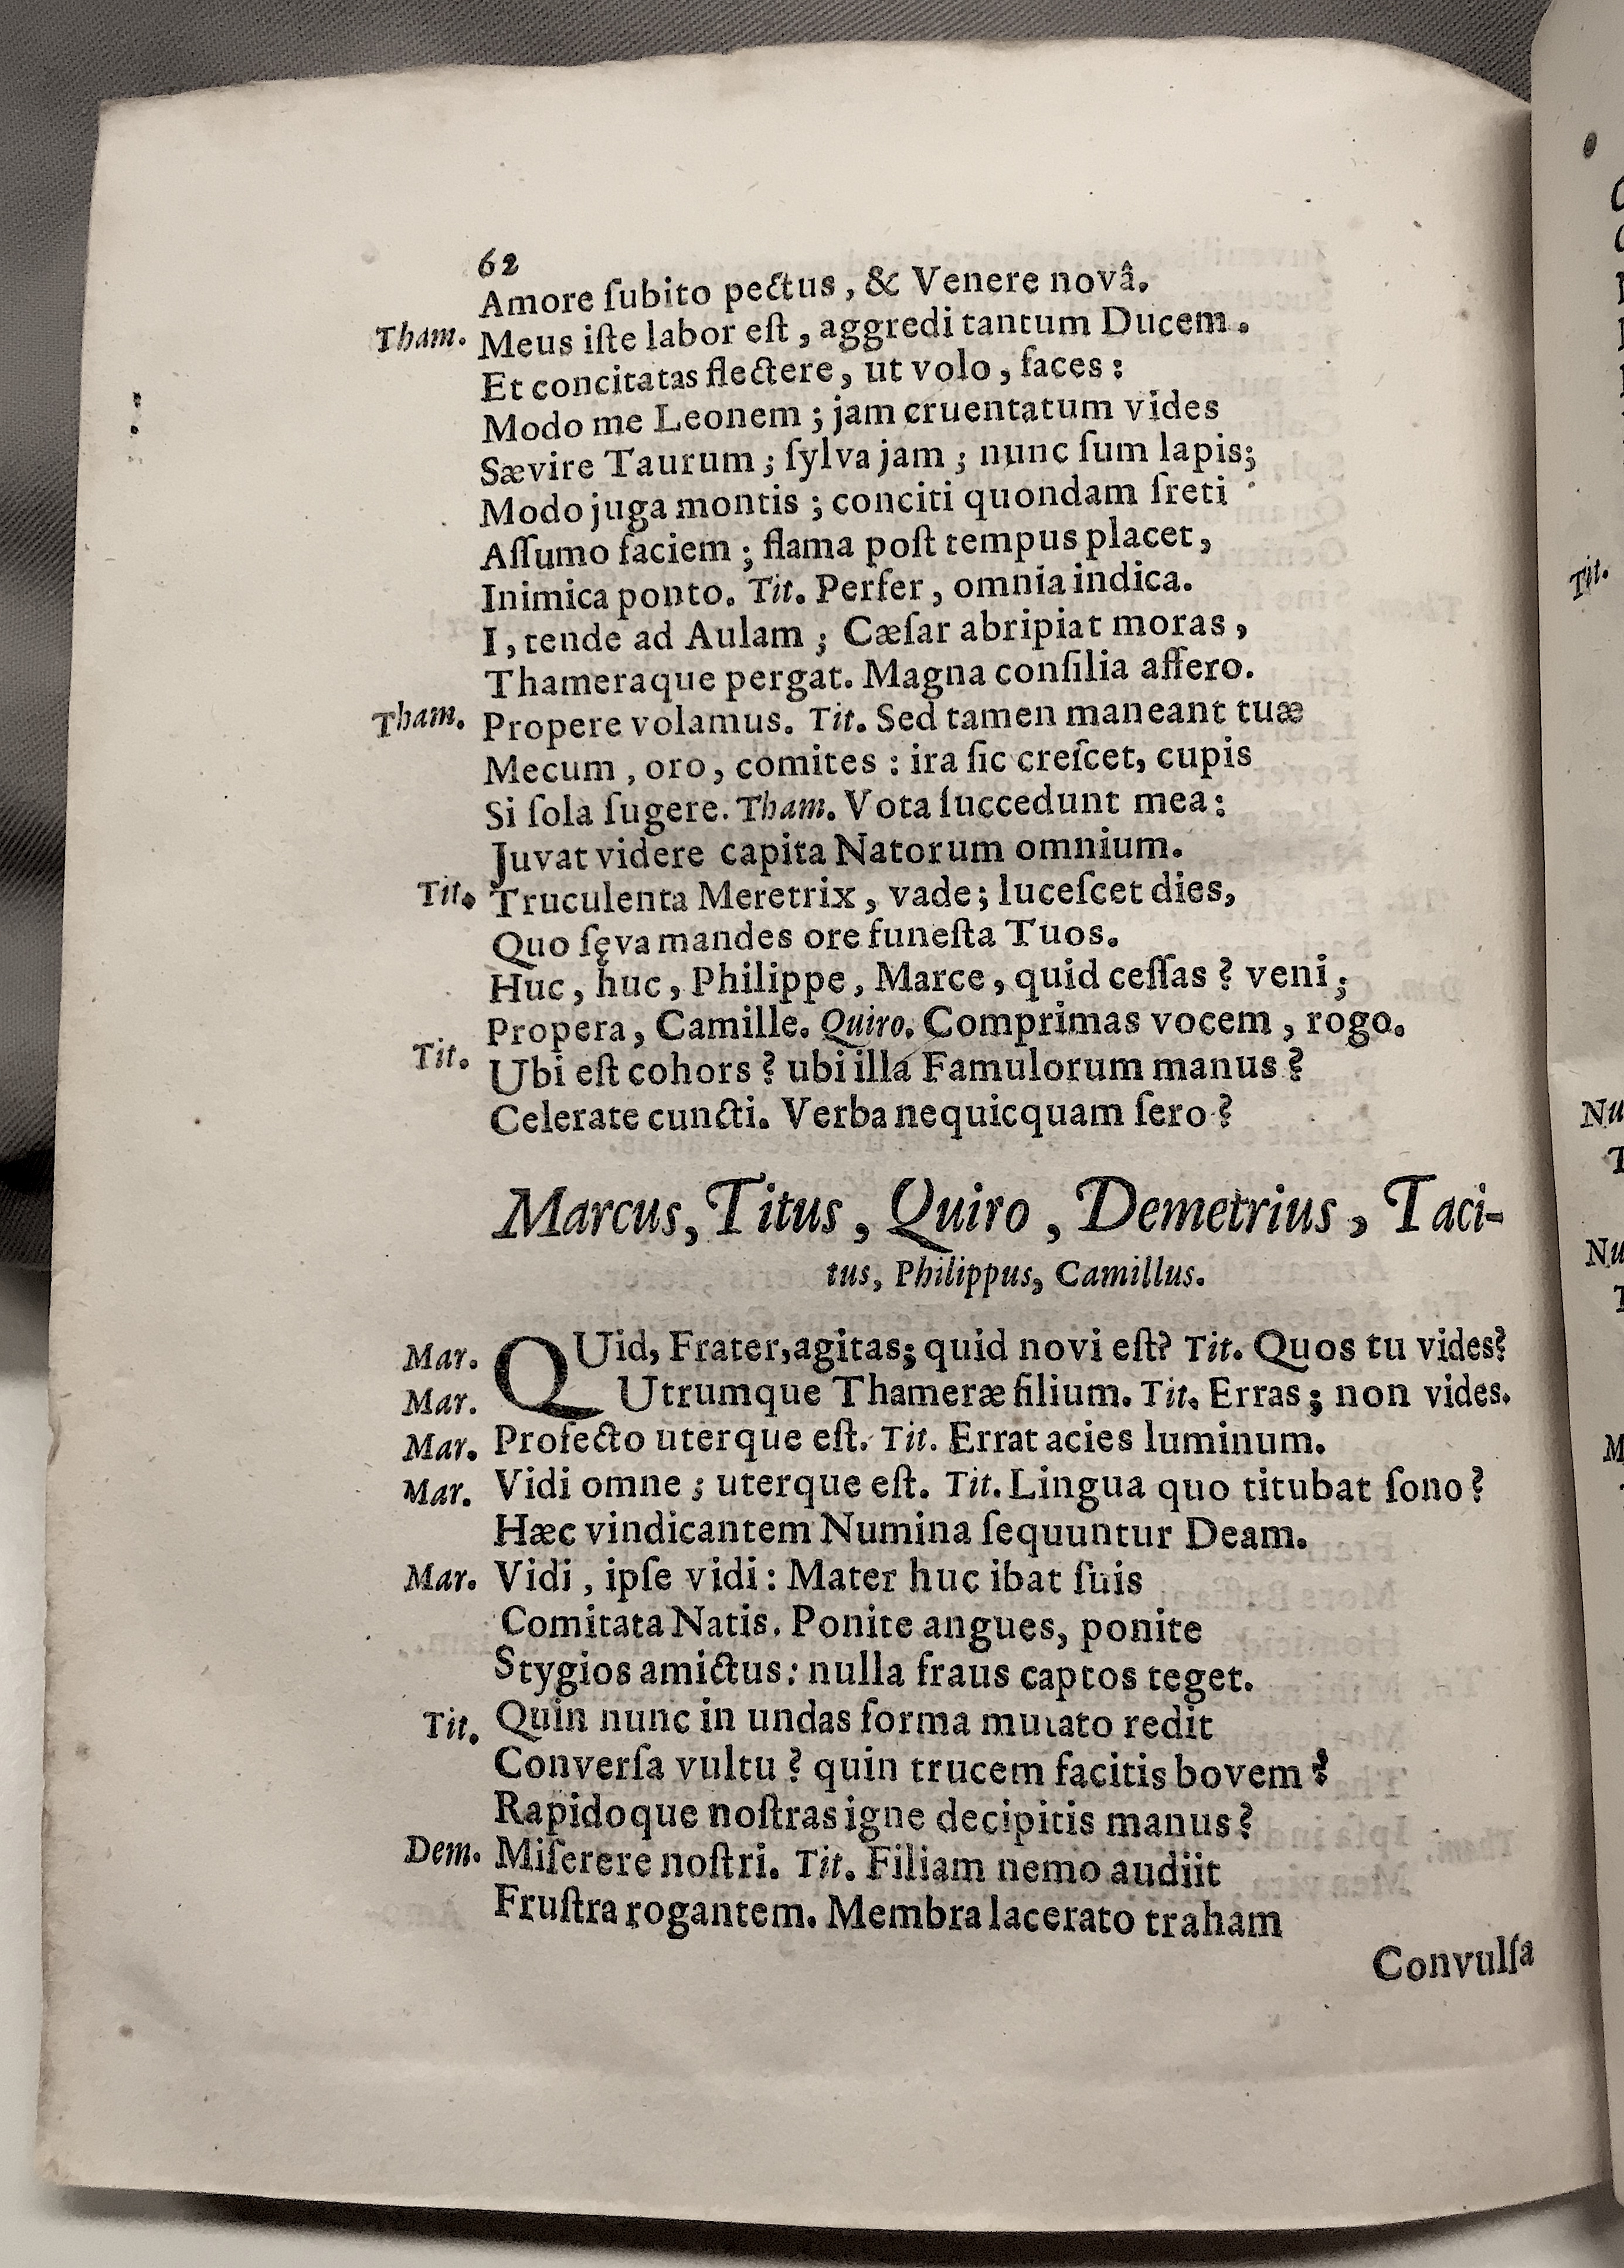 62
Amore ſubito pectus, & Venere novâ.
Tham. Meus iſte labor eſt, aggredi tantum Ducem.
Et concitatas flectere, ut volo, faces:
Modo me Leonem; jam cruentatum vides
Sævire Taurum; ſylva jam; nunc ſum lapis;
Modo juga montis; conciti quondam freti
Aſſumo faciem; flama poſt tempus placet,
Inimica ponto. Tit. Perfer, omnia indica.
I, tende ad Aulam; Cæſar abripiat moras,
Thameraque pergat. Magna conſilia affero.
Tham. Propere volamus. Tit. Sed tamen maneant tuæ
Mecum, oro, comites: ira ſic creſcet, cupis
Si ſola fugere. Tham. Vota ſuccedunt mea:
Juvat videre capita Natorum omnium.
Tit. Truculenta Meretrix, vade; luceſcet dies,
Quo ſęva mandes ore funeſta Tuos.
Huc, huc, Philippe, Marce, quid ceſſas? veni;
Propera, Camille. Quiro. Comprimas vocem, rogo.
Tit. Ubi eſt cohors? ubi illa Famulorum manus?
Celerate cuncti. Verba nequicquam ſero?
Marcus, Titus, Quiro, Demetrius, Taci-
tus, Philippus, Camillus.
Mar. QUid, Frater, agitas; quid novi eſt? Tit. Quos tu vides?
Mar. Utrumque Thameræ filium. Tit. Erras; non vides.
Mar. Profecto uterque eſt. Tit. Errat acies luminum.
Mar. Vidi omne; uterque eſt. Tit. Lingua quo titubat ſono?
Hæc vindicantem Numina ſequuntur Deam.
Mar. Vidi, ipſe vidi: Mater huc ibat ſuis
Comitata Natis. Ponite angues, ponite
Stygios amictus: nulla fraus captos teget.
Tit. Quin nunc in undas forma mutato redit
Converſa vultu? quin trucem facitis bovem?
Rapidoque noſtras igne decipitis manus?
Dem. Miſerere noſtri. Tit. Filiam nemo audiit
Fruſtra rogantem. Membra lacerato traham
Convulſa